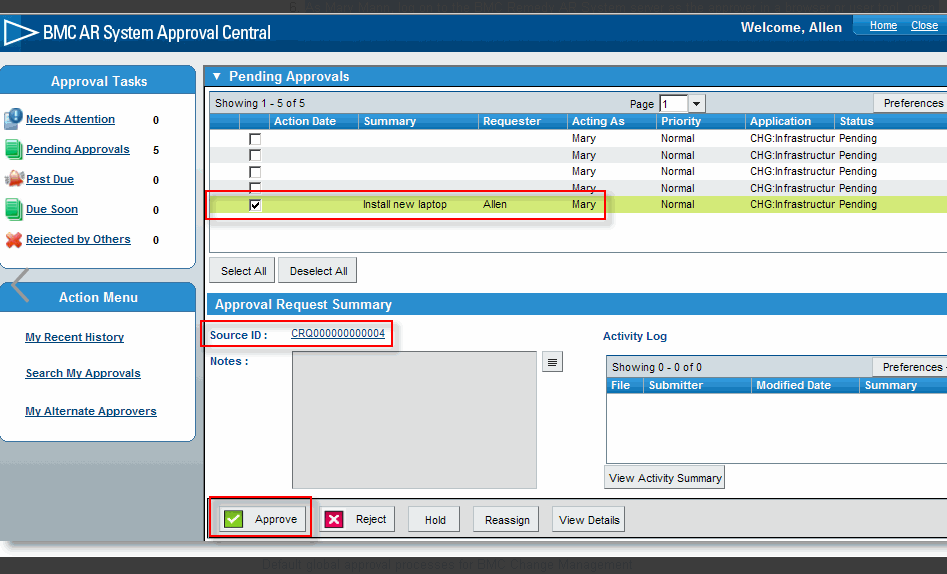 BMC AR System Approval Central
Welcome, Allen
Home
Close
Approval Tasks
Needs Attention 0
Pending Approvals 5
Past Due 0
Due Soon 0
Rejected by Others 0
Action Menu
My Recent History
Search My Approvals
My Alternate Approvers
Pending Approvals
Showing 1 - 5 of 5
Page 1
Preferences
Action Date Summary Requester Acting As Priority Application Status
Mary Normal CHG:Infrastructur Pending
Mary Normal CHG:Infrastructur Pending
Mary Normal CHG:Infrastructur Pending
Mary Normal CHG:Infrastructur Pending
Install new laptop Allen Mary Normal CHG:Infrastructur Pending
Select All
Deselect All
Approval Request Summary
Source ID : CRQ000000000004
Notes :
Activity Log
Showing 0 - 0 of 0
Preferences
File Submitter Modified Date Summary
View Activity Summary
Approve
Reject
Hold
Reassign
View Details
Default global approval processes for BMC Change Management